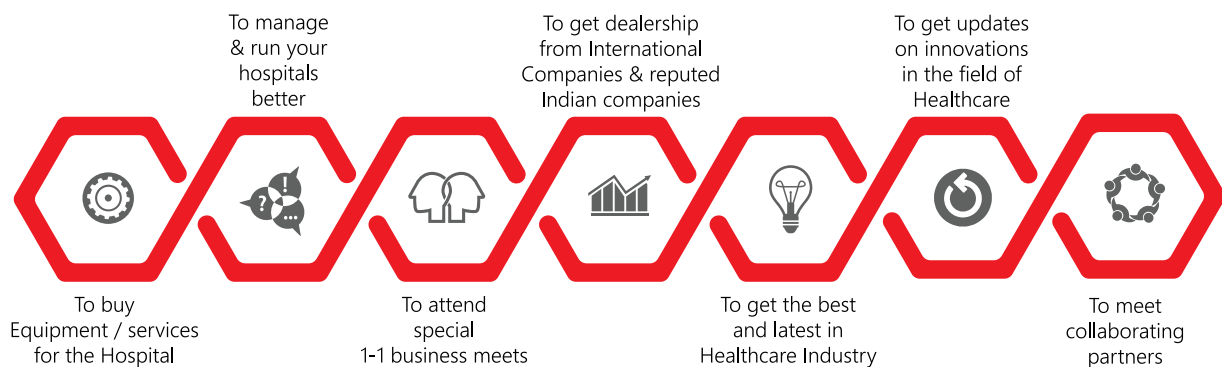 To buy
Equipment / services
for the Hospital
To manage
& run your
hospitals
better
?
!
...
To attend
special
1-1 business meets
To get dealership
from International
Companies & reputed
Indian companies
To get the best
and latest in
Healthcare Industry
To get updates
on innovations
in the field of
Healthcare
To meet
collaborating
partners